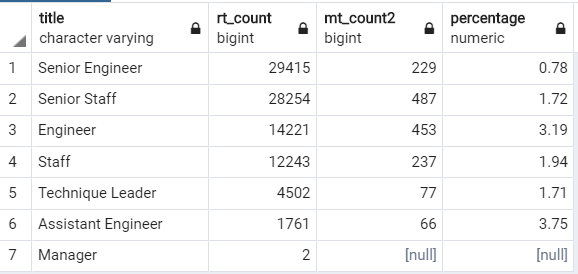 title rt_count mt_count2 percentage
character varying bigint bigint numeric
1 Senior Engineer 29415 229 0.78
2 Senior Staff 28254 487 1.72
3 Engineer 14221 453 3.19
4 Staff 12243 237 1.94
5 Technique Leader 4502 77 1.71
6 Assistant Engineer 1761 66 3.75
7 Manager 2 [null] [null]